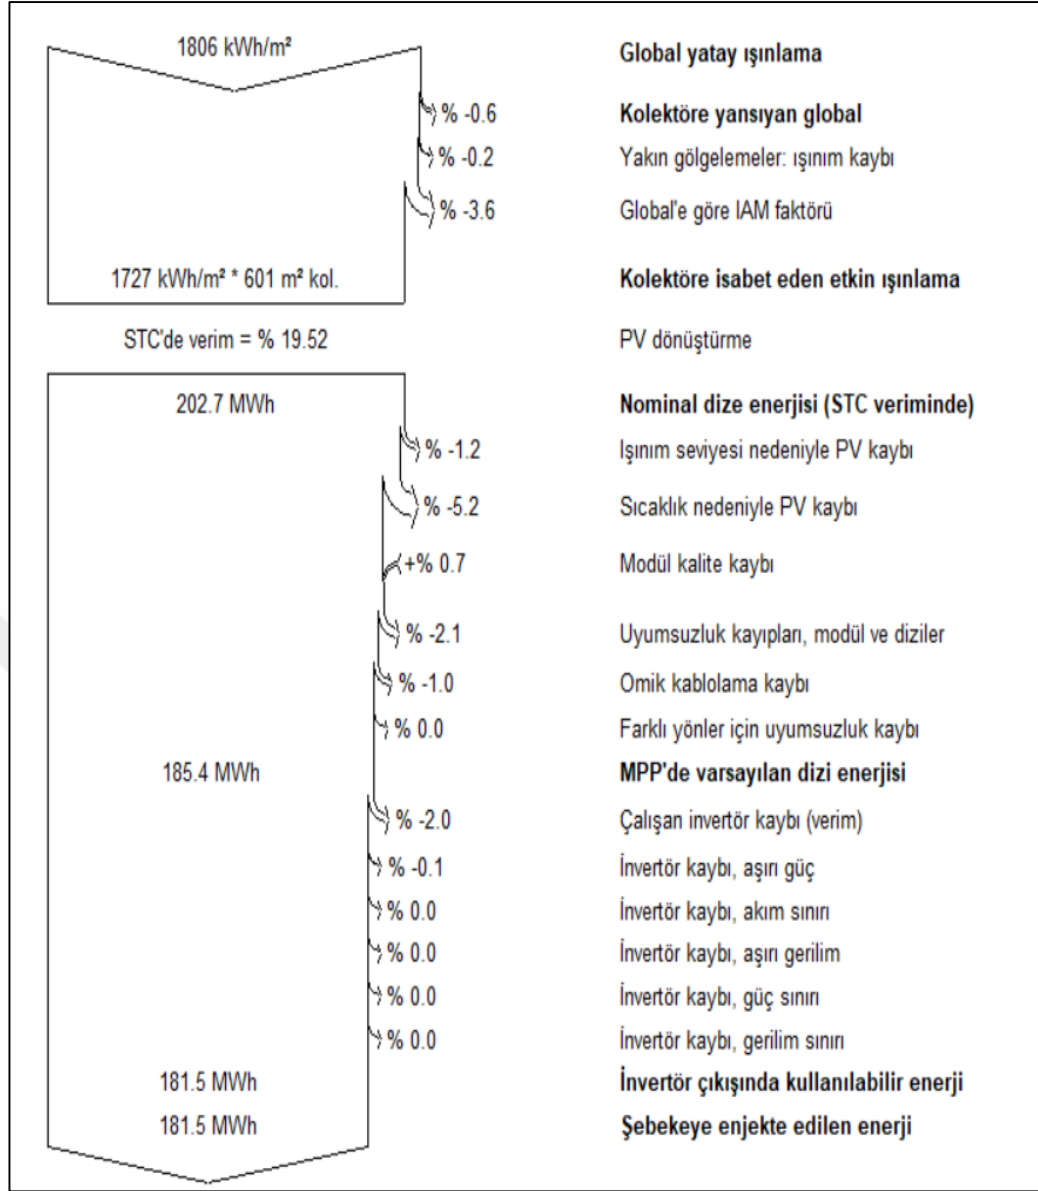 1806 kWh/m² Global yatay ışınlama
% -0.6 Kolektöre yansıyan global
% -0.2 Yakın gölgelemeler: ışınım kaybı
% -3.6 Global'e göre IAM faktörü
1727 kWh/m² * 601 m² kol. Kolektöre isabet eden etkin ışınlama
STC'de verim = % 19.52 PV dönüştürme
202.7 MWh Nominal dize enerjisi (STC veriminde)
% -1.2 Işınım seviyesi nedeniyle PV kaybı
% -5.2 Sıcaklık nedeniyle PV kaybı
+% 0.7 Modül kalite kaybı
% -2.1 Uyumsuzluk kayıpları, modül ve diziler
% -1.0 Omik kablolama kaybı
% 0.0 Farklı yönler için uyumsuzluk kaybı
185.4 MWh MPP'de varsayılan dizi enerjisi
% -2.0 Çalışan invertör kaybı (verim)
% -0.1 İnvertör kaybı, aşırı güç
% 0.0 İnvertör kaybı, akım sınırı
% 0.0 İnvertör kaybı, aşırı gerilim
% 0.0 İnvertör kaybı, güç sınırı
% 0.0 İnvertör kaybı, gerilim sınırı
181.5 MWh İnvertör çıkışında kullanılabilir enerji
181.5 MWh Şebekeye enjekte edilen enerji